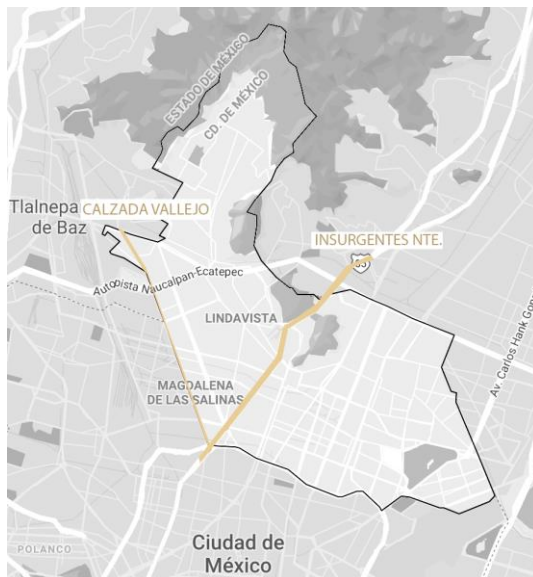 ESTADO DE MÉXICO
CD. DE MÉXICO
Tlalnepa
de Baz
CALZADA VALLEJO
INSURGENTES NTE.
85
Autopista Naucalpan-Ecatepec
LINDAVISTA
MAGDALENA
DE LAS SALINAS
Av. Carlos Hank Gon
Ciudad de
México
POLANCO